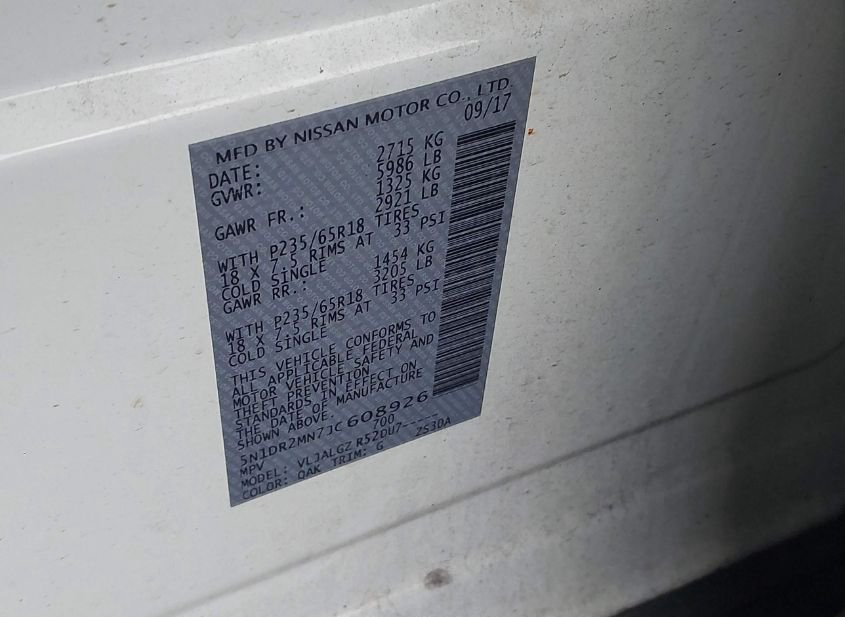 MFD BY NISSAN MOTOR CO., LTD.
DATE: 09/17
GVWR: 2715 KG
5986 LB
GAWR FR.: 1325 KG
2921 LB
WITH P235/65R18 TIRES
18 X 7.5 RIMS AT 33 PSI
COLD SINGLE
GAWR RR.: 1454 KG
3205 LB
WITH P235/65R18 TIRES
18 X 7.5 RIMS AT 33 PSI
COLD SINGLE
THIS VEHICLE CONFORMS TO
ALL APPLICABLE FEDERAL
MOTOR VEHICLE SAFETY AND
THEFT PREVENTION
STANDARDS IN EFFECT ON
THE DATE OF MANUFACTURE
SHOWN ABOVE.
5N1DR2MN7JC608926
MPV 700
MODEL: VLJALGZ R52DU7-----
COLOR: QAK TRIM: G ZS3DA